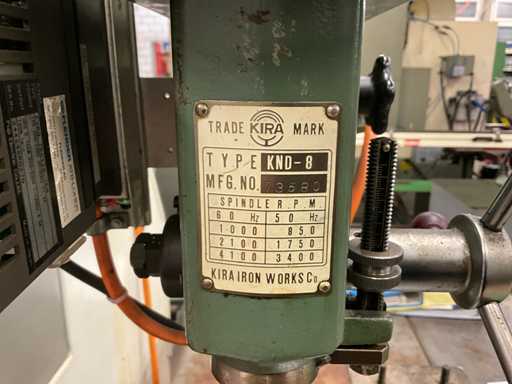 TRADE KIRA MARK
TYPE KND-8
MFG. NO.
SPINDLE R.P.M
60 Hz 50 Hz
1000 850
2100 1750
4100 3400
KIRA IRON WORKS Co.